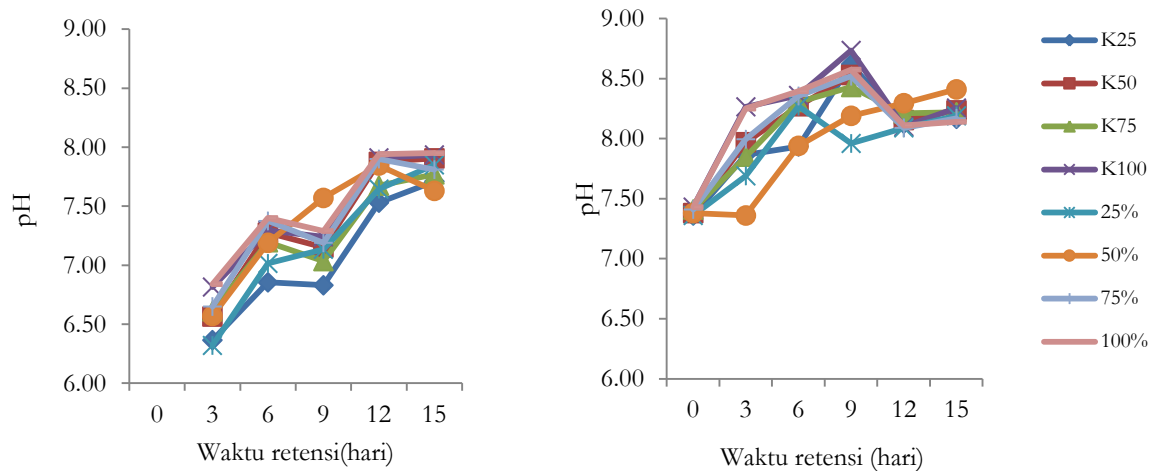 9.00
8.50
8.00
7.50
7.00
6.50
6.00
pH
0 3 6 9 12 15
Waktu retensi(hari)
9.00
8.50
8.00
7.50
7.00
6.50
6.00
pH
0 3 6 9 12 15
Waktu retensi (hari)
K25
K50
K75
K100
25%
50%
75%
100%